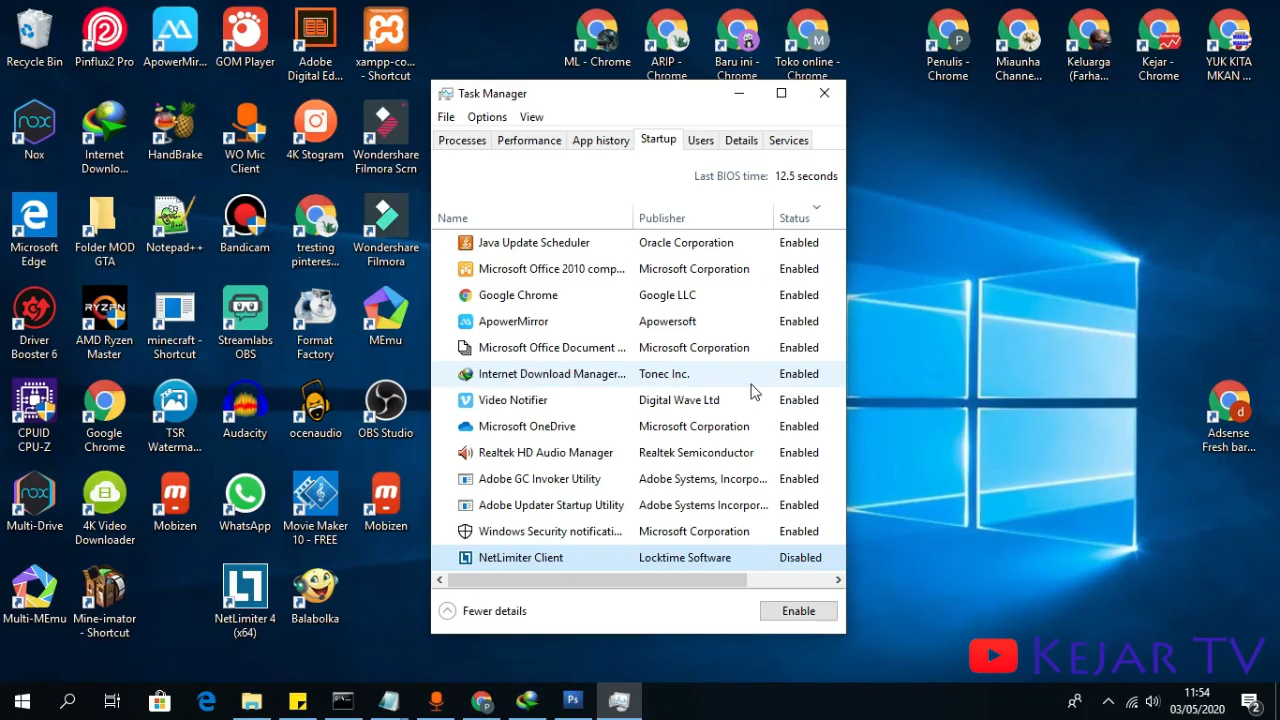 Recycle Bin
Pinflux2 Pro
ApowerMir...
GOM Player
Adobe
Digital Ed...
xampp-co...
- Shortcut
ML - Chrome
ARIP -
Chrome
Baru ini -
Chrome
Toko online -
Chrome
Penulis -
Chrome
Miaunha
Channe...
Keluarga
(Farha...
Kejar -
Chrome
YUK KITA
MKAN ...
Nox
Internet
Downlo...
HandBrake
WO Mic
Client
4K Stogram
Wondershare
Filmora Scrn
Microsoft
Edge
Folder MOD
GTA
Notepad++
Bandicam
tresting
pinteres...
Wondershare
Filmora
Driver
Booster 6
AMD Ryzen
Master
minecraft -
Shortcut
Streamlabs
OBS
Format
Factory
MEmu
CPUID
CPU-Z
Google
Chrome
TSR
Waterma...
Audacity
ocenaudio
OBS Studio
Multi-Drive
4K Video
Downloader
Mobizen
WhatsApp
Movie Maker
10 - FREE
Mobizen
Multi-MEmu
Mine-imator
- Shortcut
NetLimiter 4
(x64)
Balabolka
Adsense
Fresh bar...
Task Manager
File Options View
Processes Performance App history Startup Users Details Services
Last BIOS time: 12.5 seconds
Name Publisher Status
Java Update Scheduler Oracle Corporation Enabled
Microsoft Office 2010 comp... Microsoft Corporation Enabled
Google Chrome Google LLC Enabled
ApowerMirror Apowersoft Enabled
Microsoft Office Document ... Microsoft Corporation Enabled
Internet Download Manager... Tonec Inc. Enabled
Video Notifier Digital Wave Ltd Enabled
Microsoft OneDrive Microsoft Corporation Enabled
Realtek HD Audio Manager Realtek Semiconductor Enabled
Adobe GC Invoker Utility Adobe Systems, Incorpo... Enabled
Adobe Updater Startup Utility Adobe Systems Incorpor... Enabled
Windows Security notificati... Microsoft Corporation Enabled
NetLimiter Client Locktime Software Disabled
Fewer details Enable
KEJAR TV
11:54
03/05/2020